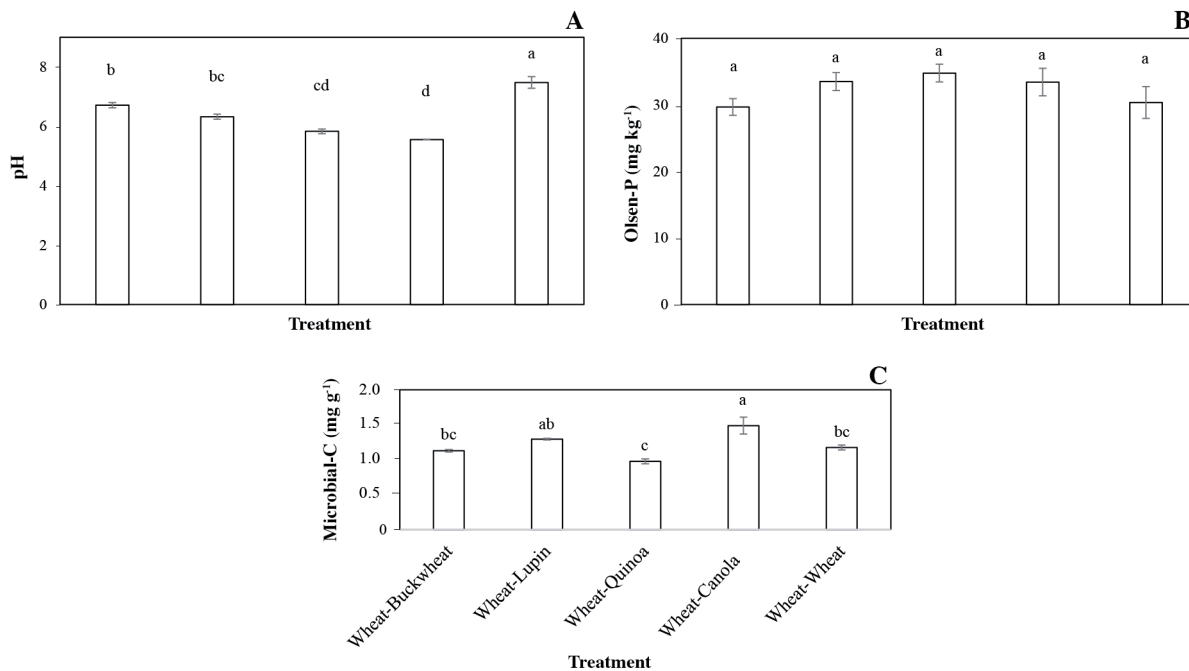 A
8
6
4
2
0
pH
b
bc
cd
d
a
Treatment
B
40
30
20
10
0
Olsen-P (mg kg⁻¹)
a
a
a
a
a
Treatment
C
2.0
1.5
1.0
0.5
0
Microbial-C (mg g⁻¹)
bc
ab
c
a
bc
Wheat-Buckwheat
Wheat-Lupin
Wheat-Quinoa
Wheat-Canola
Wheat-Wheat
Treatment